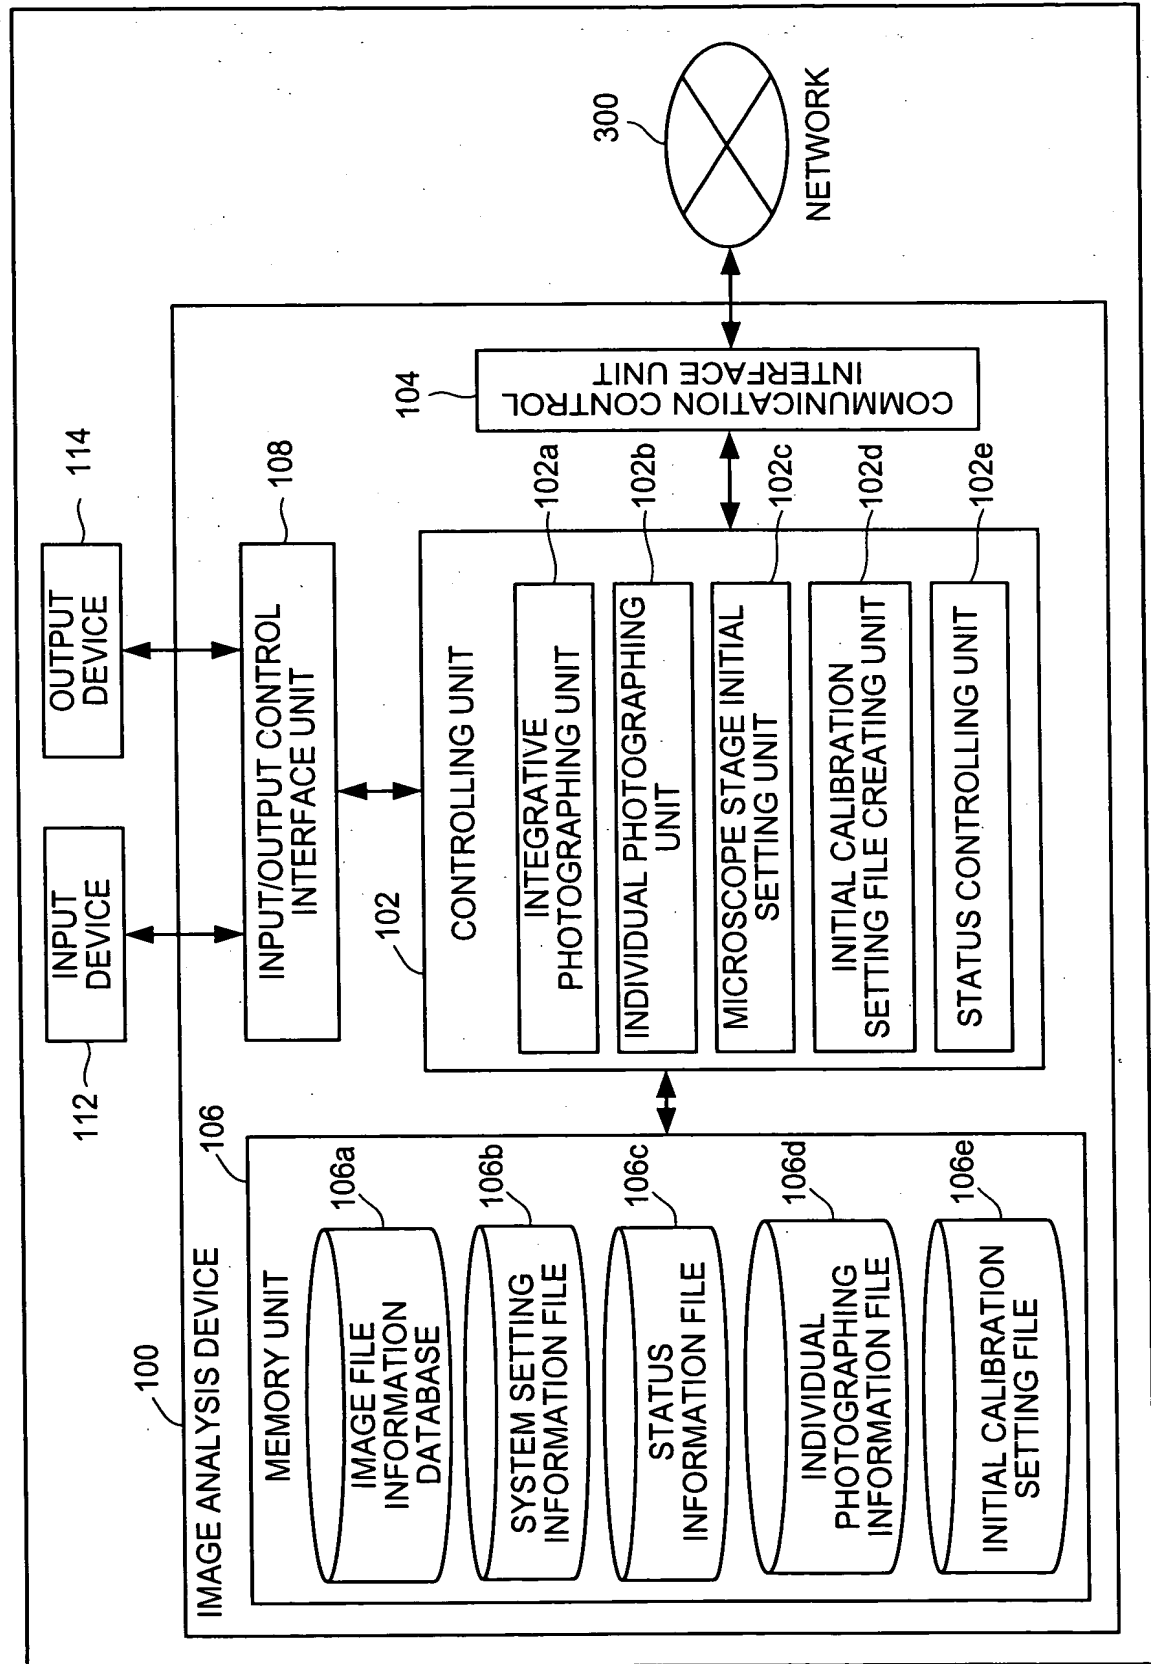 112
INPUT
DEVICE
OUTPUT
DEVICE
114
100
IMAGE ANALYSIS DEVICE
106
MEMORY UNIT
106a
IMAGE FILE
INFORMATION
DATABASE
106b
SYSTEM SETTING
INFORMATION FILE
106c
STATUS
INFORMATION FILE
106d
INDIVIDUAL
PHOTOGRAPHING
INFORMATION FILE
106e
INITIAL CALIBRATION
SETTING FILE
108
INPUT/OUTPUT CONTROL
INTERFACE UNIT
102
CONTROLLING UNIT
102a
INTEGRATIVE
PHOTOGRAPHING UNIT
102b
INDIVIDUAL PHOTOGRAPHING
UNIT
102c
MICROSCOPE STAGE INITIAL
SETTING UNIT
102d
INITIAL CALIBRATION
SETTING FILE CREATING UNIT
102e
STATUS CONTROLLING UNIT
104
COMMUNICATION CONTROL
INTERFACE UNIT
300
NETWORK